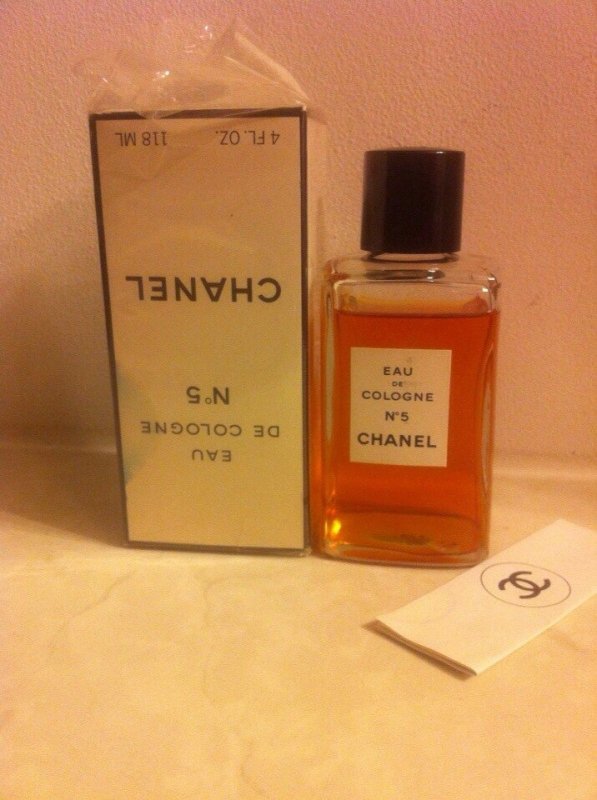 EAU
DE COLOGNE
N°5
CHANEL
4 FL. OZ. 118 ML
EAU
DE
COLOGNE
N°5
CHANEL